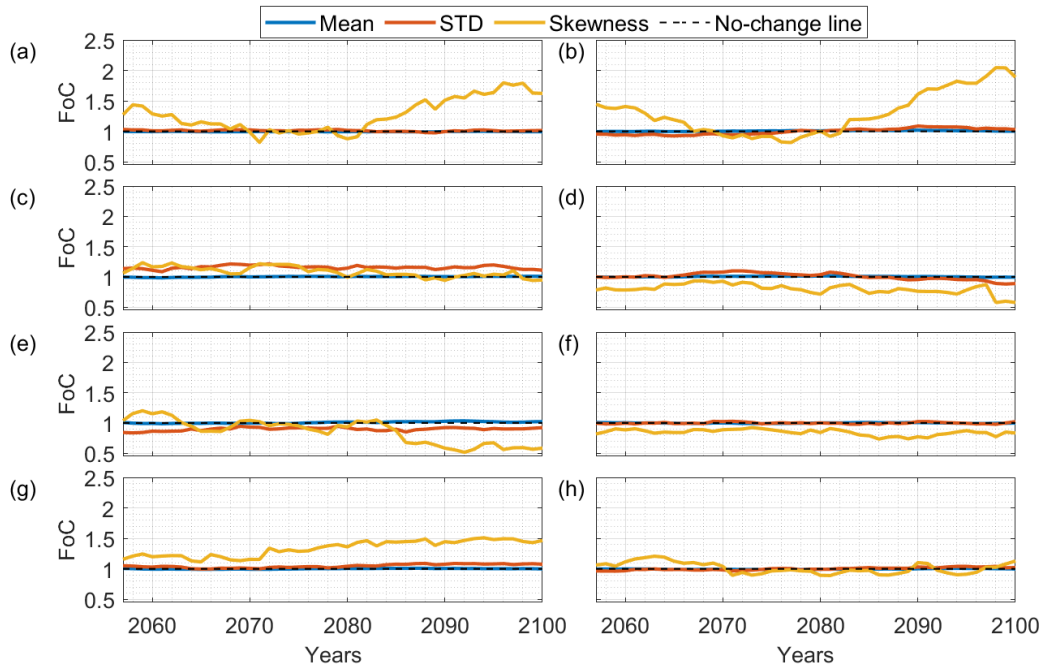 Mean STD Skewness No-change line
(a) 2.5 (b)
2
FoC 1.5
1
0.5
(c) 2.5 (d)
2
FoC 1.5
1
0.5
(e) 2.5 (f)
2
FoC 1.5
1
0.5
(g) 2.5 (h)
2
FoC 1.5
1
0.5
2060 2070 2080 2090 2100 2060 2070 2080 2090 2100
Years Years